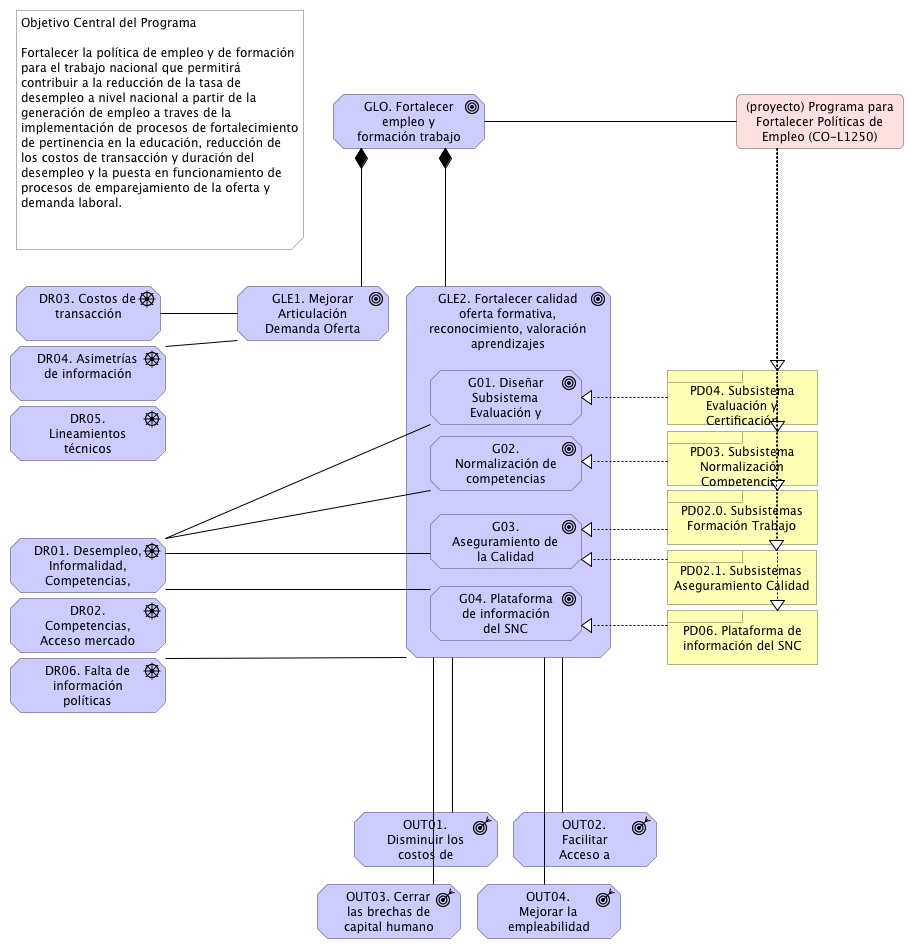 Objetivo Central del Programa
Fortalecer la política de empleo y de formación
para el trabajo nacional que permitirá
contribuir a la reducción de la tasa de
desempleo a nivel nacional a partir de la
generación de empleo a traves de la
implementación de procesos de fortalecimiento
de pertinencia en la educación, reducción de
los costos de transacción y duración del
desempleo y la puesta en funcionamiento de
procesos de emparejamiento de la oferta y
demanda laboral.
GLO. Fortalecer
empleo y
formación trabajo
(proyecto) Programa para
Fortalecer Políticas de
Empleo (CO-L1250)
DR03. Costos de
transacción
GLE1. Mejorar
Articulación
Demanda Oferta
GLE2. Fortalecer calidad
oferta formativa,
reconocimiento, valoración
aprendizajes
DR04. Asimetrías
de información
DR05.
Lineamientos
técnicos
G01. Diseñar
Subsistema
Evaluación y
PD04. Subsistema
Evaluación y
Certificación
G02.
Normalización de
competencias
PD03. Subsistema
Normalización
Competencias
G03.
Aseguramiento de
la Calidad
PD02.0. Subsistemas
Formación Trabajo
DR01. Desempleo,
Informalidad,
Competencias,
PD02.1. Subsistemas
Aseguramiento Calidad
G04. Plataforma
de información
del SNC
DR02.
Competencias,
Acceso mercado
PD06. Plataforma de
información del SNC
DR06. Falta de
información
políticas
OUT01.
Disminuir los
costos de
OUT02.
Facilitar
Acceso a
OUT03. Cerrar
las brechas de
capital humano
OUT04.
Mejorar la
empleabilidad